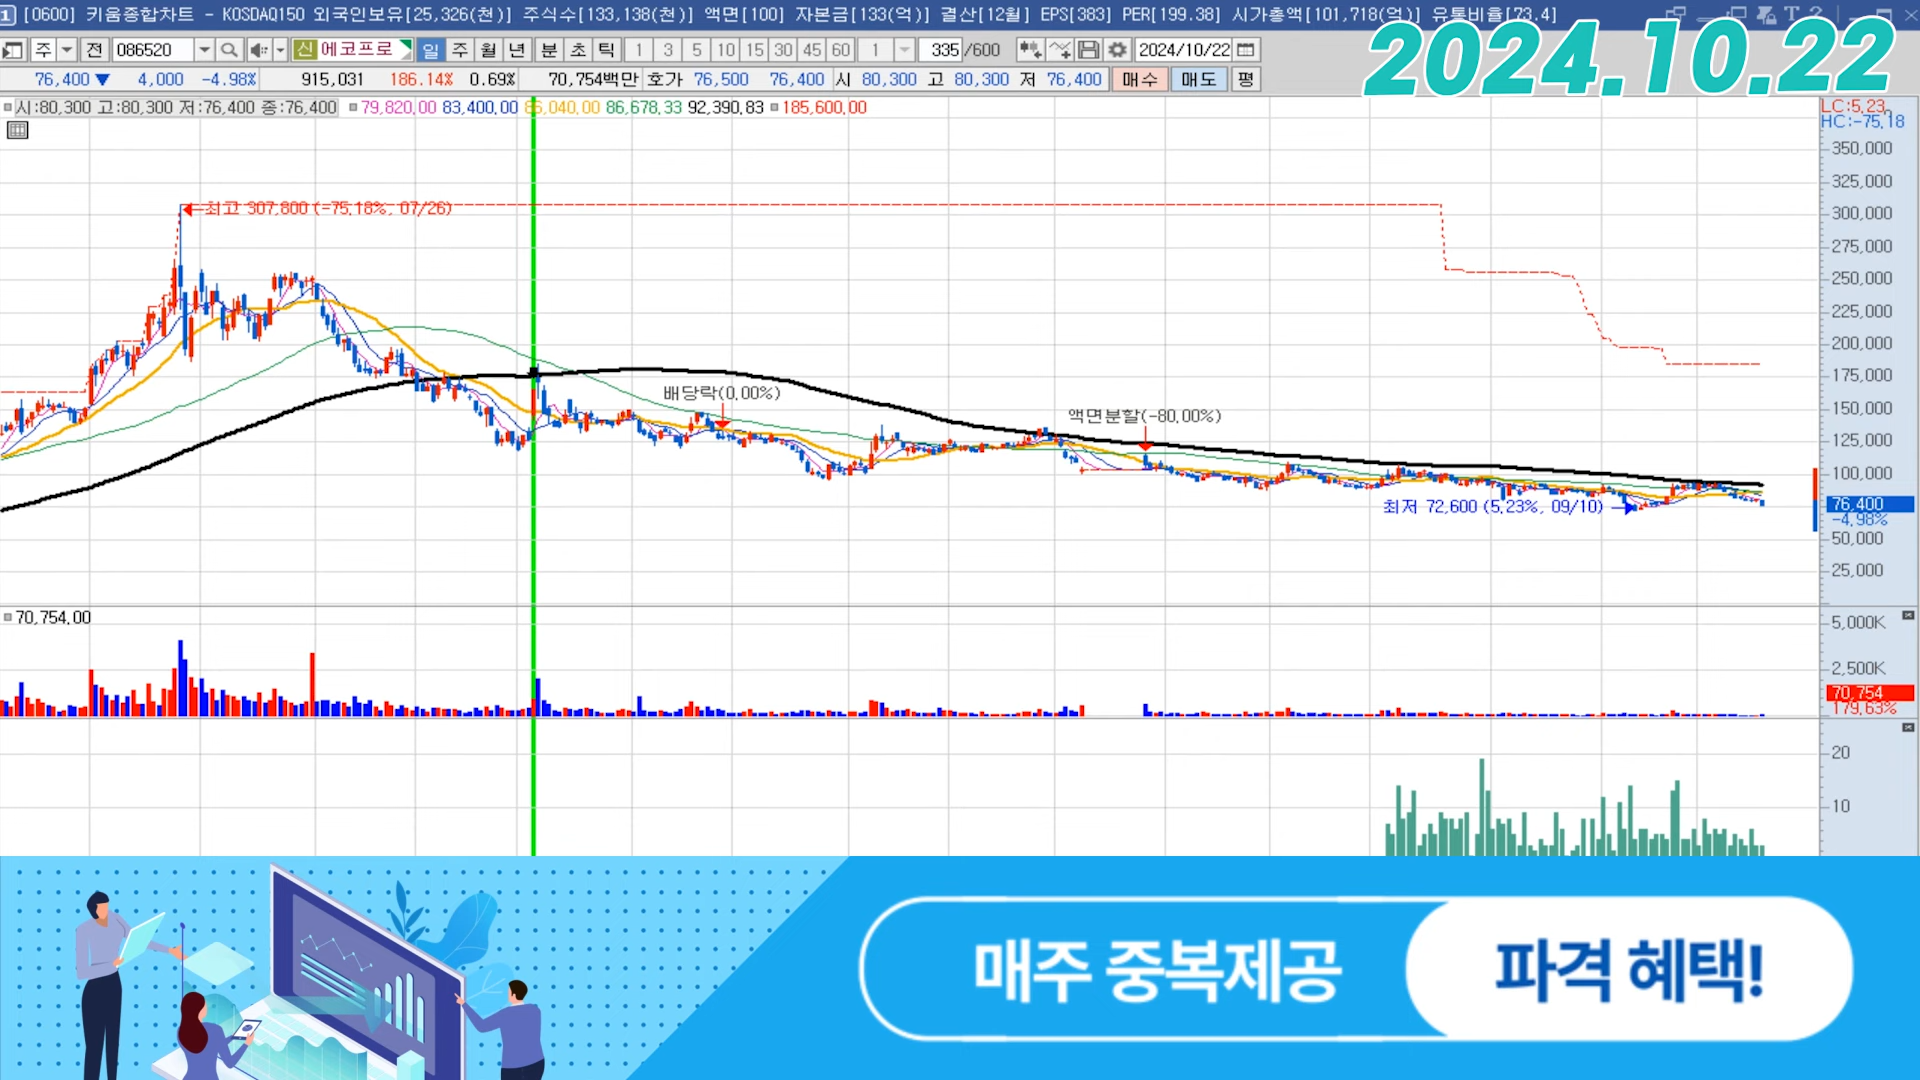 1 [0600] 키움종합차트 - KOSDAQ150 외국인보유[25,326(천)] 주식수[133,138(천)] 액면[100] 자본금[133(억)] 결산[12월] EPS[383] PER[199.38] 시가총액[101,718(억)] 유통비율[73.4]
2024.10.22
주 전 086520 신 에코프로 일 주 월 년 분 초 틱 1 3 5 10 15 30 45 60 1 335 /600 2024/10/22
76,400 ▼ 4,000 -4.98% 915,031 186.14% 0.69% 70,754백만 호가 76,500 76,400 시 80,300 고 80,300 저 76,400 매수 매도 평
시:80,300 고:80,300 저:76,400 종:76,400 79,820.00 83,400.00 86,040.00 86,678.33 92,390.83 185,600.00
LC:5.23
HC:-75.18
350,000
325,000
최고 307,800 (-75.18%, 07/26)
300,000
275,000
250,000
225,000
200,000
175,000
배당락(0.00%)
150,000
액면분할(-80.00%)
125,000
100,000
최저 72,600 (5.23%, 09/10)
76,400
-4.98%
50,000
25,000
70,754.00
5,000K
2,500K
70,754
179.63%
20
10
매주 중복제공
파격 혜택!